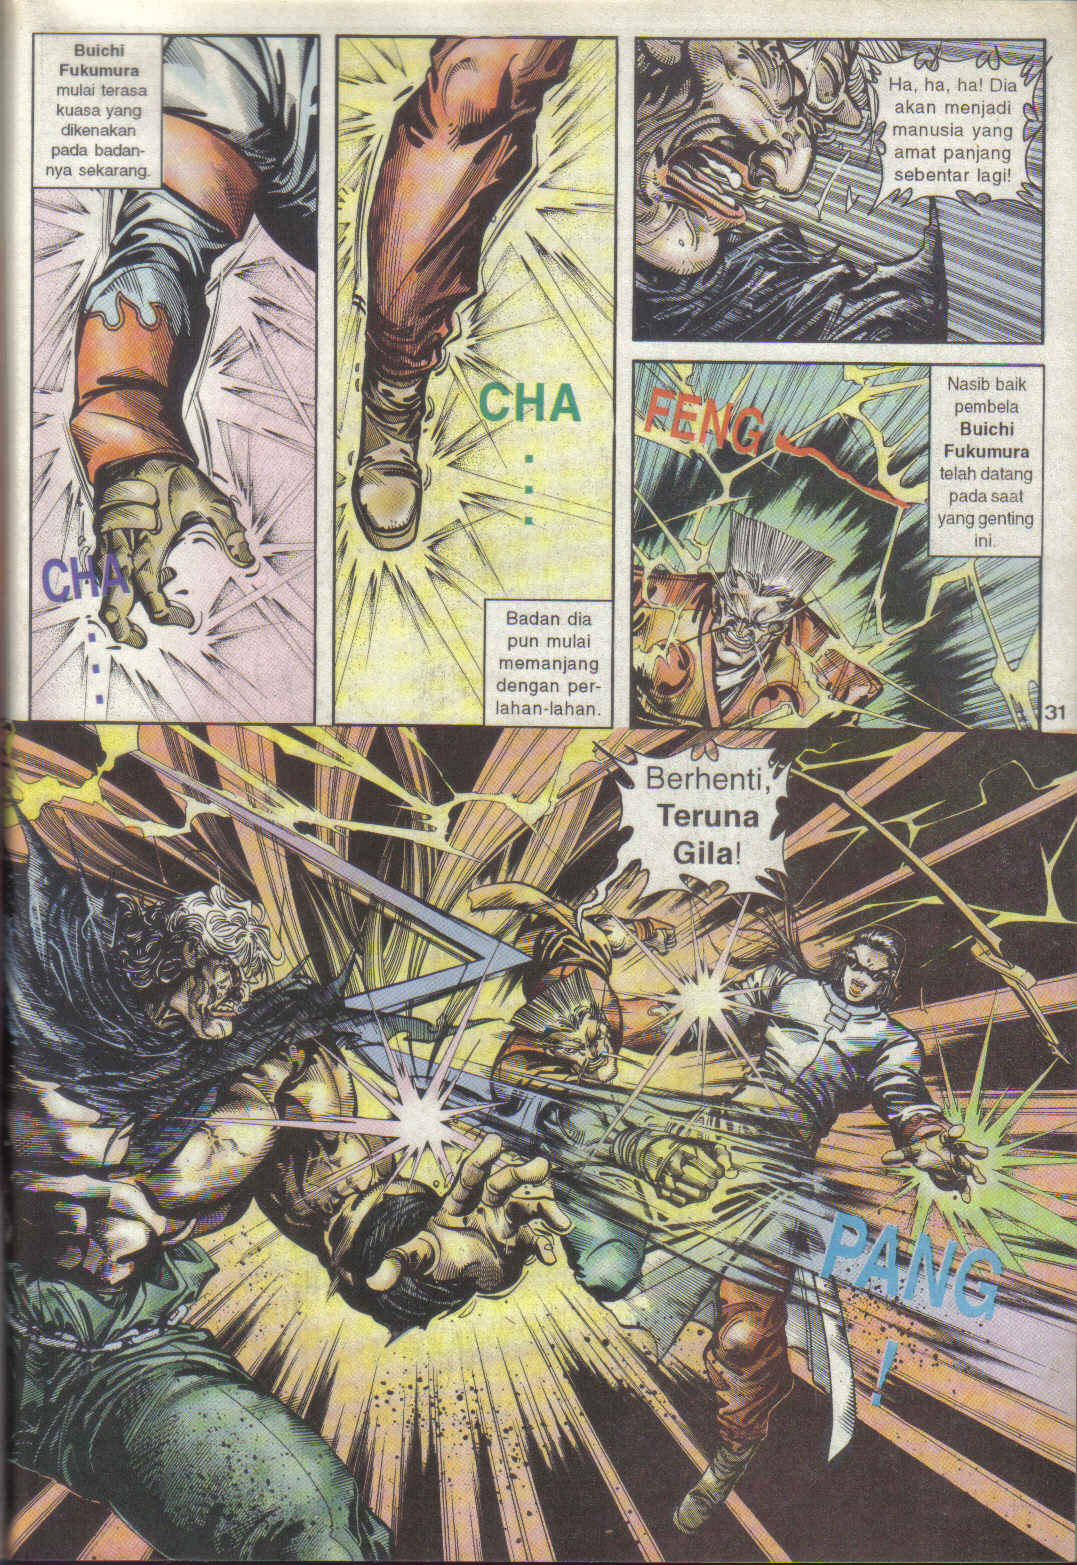 Buichi
Fukumura
mulai terasa
kuasa yang
dikenakan
pada badan-
nya sekarang.
CHA
...
CHA
...
Badan dia
pun mulai
memanjang
dengan per-
lahan-lahan.
Ha, ha, ha! Dia
akan menjadi
manusia yang
amat panjang
sebentar lagi!
FENG
Nasib baik
pembela
Buichi
Fukumura
telah datang
pada saat
yang genting
ini.
31
Berhenti,
Teruna
Gila!
PANG
!